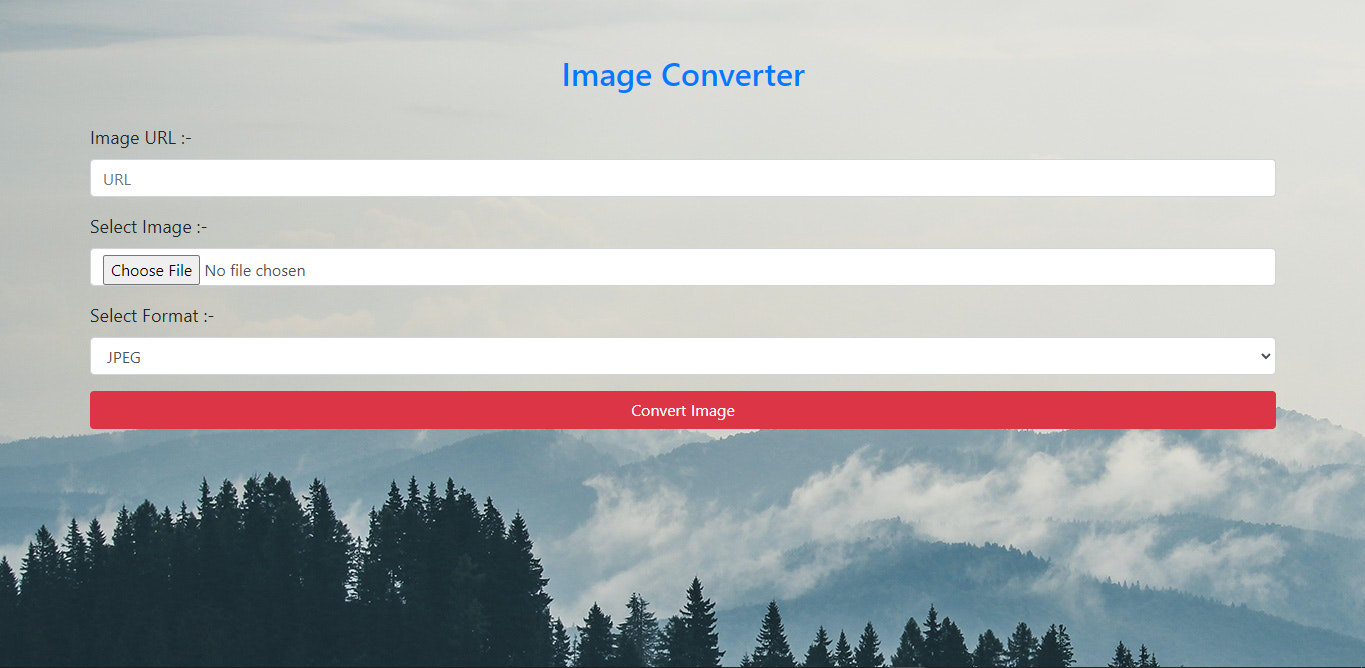 Image Converter
Image URL :-
URL
Select Image :-
Choose File No file chosen
Select Format :-
JPEG
Convert Image